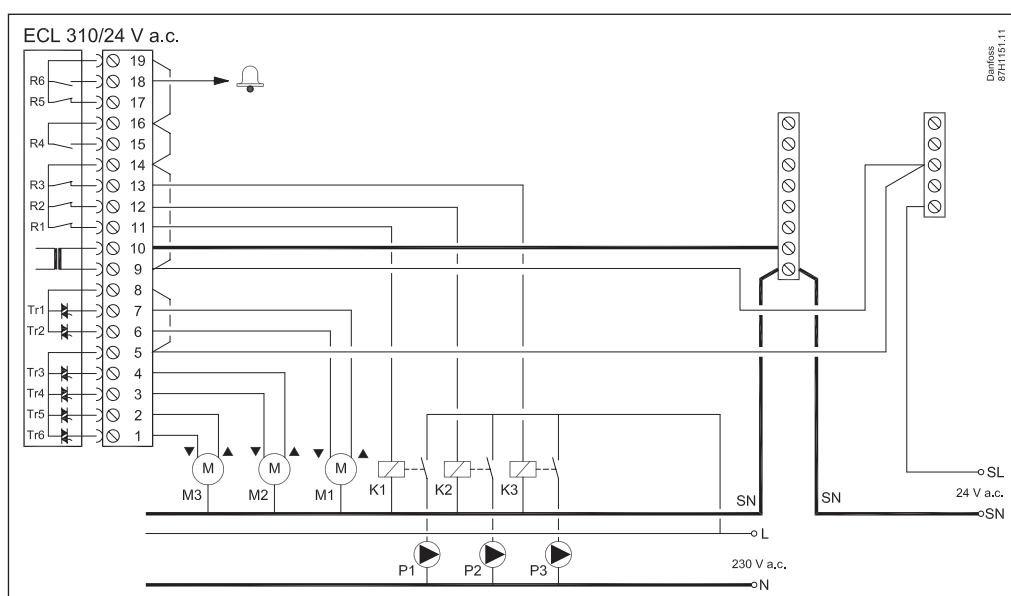 ECL 310/24 V a.c.
Danfoss
87H1151.11
19
R6 18
R5 17
16
R4 15
14
R3 13
R2 12
R1 11
10
9
8
Tr1 7
Tr2 6
5
Tr3 4
Tr4 3
Tr5 2
Tr6 1
M M M
M3 M2 M1 K1 K2 K3
SL
24 V a.c.
SN SN SN
L
P1 P2 P3
230 V a.c.
N